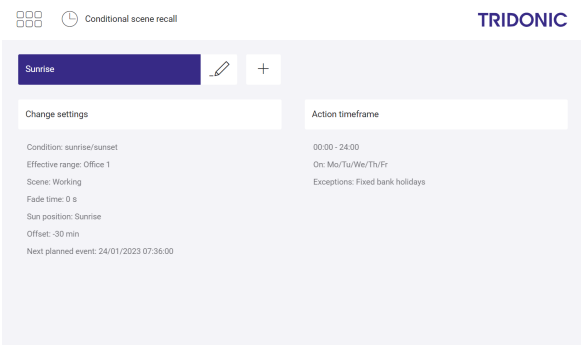 Conditional scene recall
TRIDONIC
Sunrise
Change settings
Condition: sunrise/sunset
Effective range: Office 1
Scene: Working
Fade time: 0 s
Sun position: Sunrise
Offset: -30 min
Next planned event: 24/01/2023 07:36:00
Action timeframe
00:00 - 24:00
On: Mo/Tu/We/Th/Fr
Exceptions: Fixed bank holidays